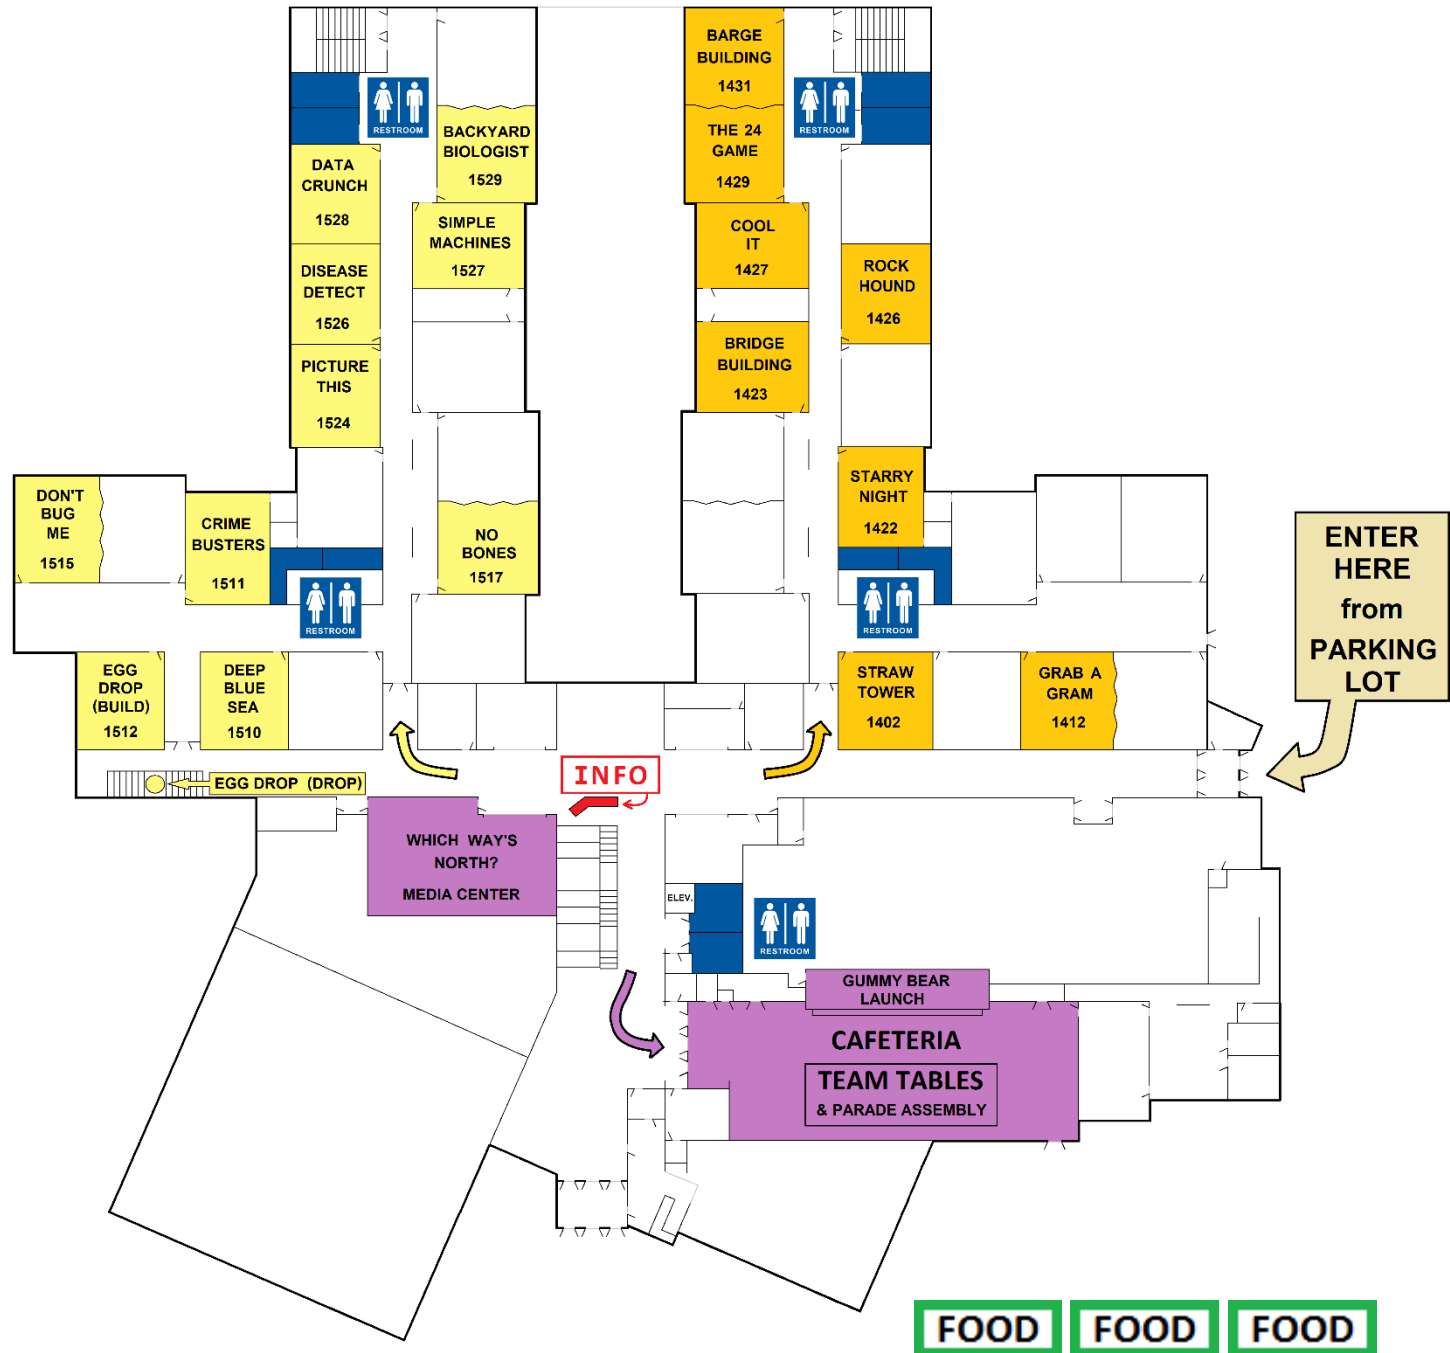 BARGE
BUILDING
1431
RESTROOM
RESTROOM
BACKYARD
BIOLOGIST
1529
THE 24
GAME
1429
DATA
CRUNCH
1528
SIMPLE
MACHINES
1527
COOL
IT
1427
DISEASE
DETECT
1526
ROCK
HOUND
1426
PICTURE
THIS
1524
BRIDGE
BUILDING
1423
DON'T
BUG
ME
1515
CRIME
BUSTERS
1511
NO
BONES
1517
STARRY
NIGHT
1422
ENTER
HERE
from
PARKING
LOT
RESTROOM
RESTROOM
EGG
DROP
(BUILD)
1512
DEEP
BLUE
SEA
1510
STRAW
TOWER
1402
GRAB A
GRAM
1412
EGG DROP (DROP)
INFO
WHICH WAY'S
NORTH?
MEDIA CENTER
ELEV.
RESTROOM
GUMMY BEAR
LAUNCH
CAFETERIA
TEAM TABLES
& PARADE ASSEMBLY
FOOD FOOD FOOD